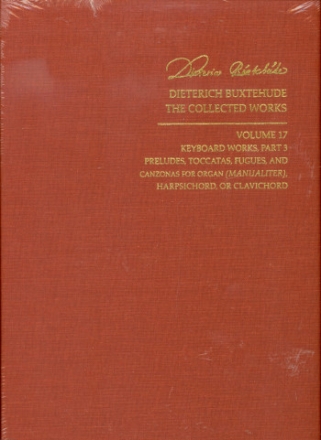 Dieterich Buxtehude
DIETERICH BUXTEHUDE
THE COLLECTED WORKS
VOLUME 17
KEYBOARD WORKS, PART 3
PRELUDES, TOCCATAS, FUGUES, AND
CANZONAS FOR ORGAN (MANUALITER),
HARPSICHORD, OR CLAVICHORD